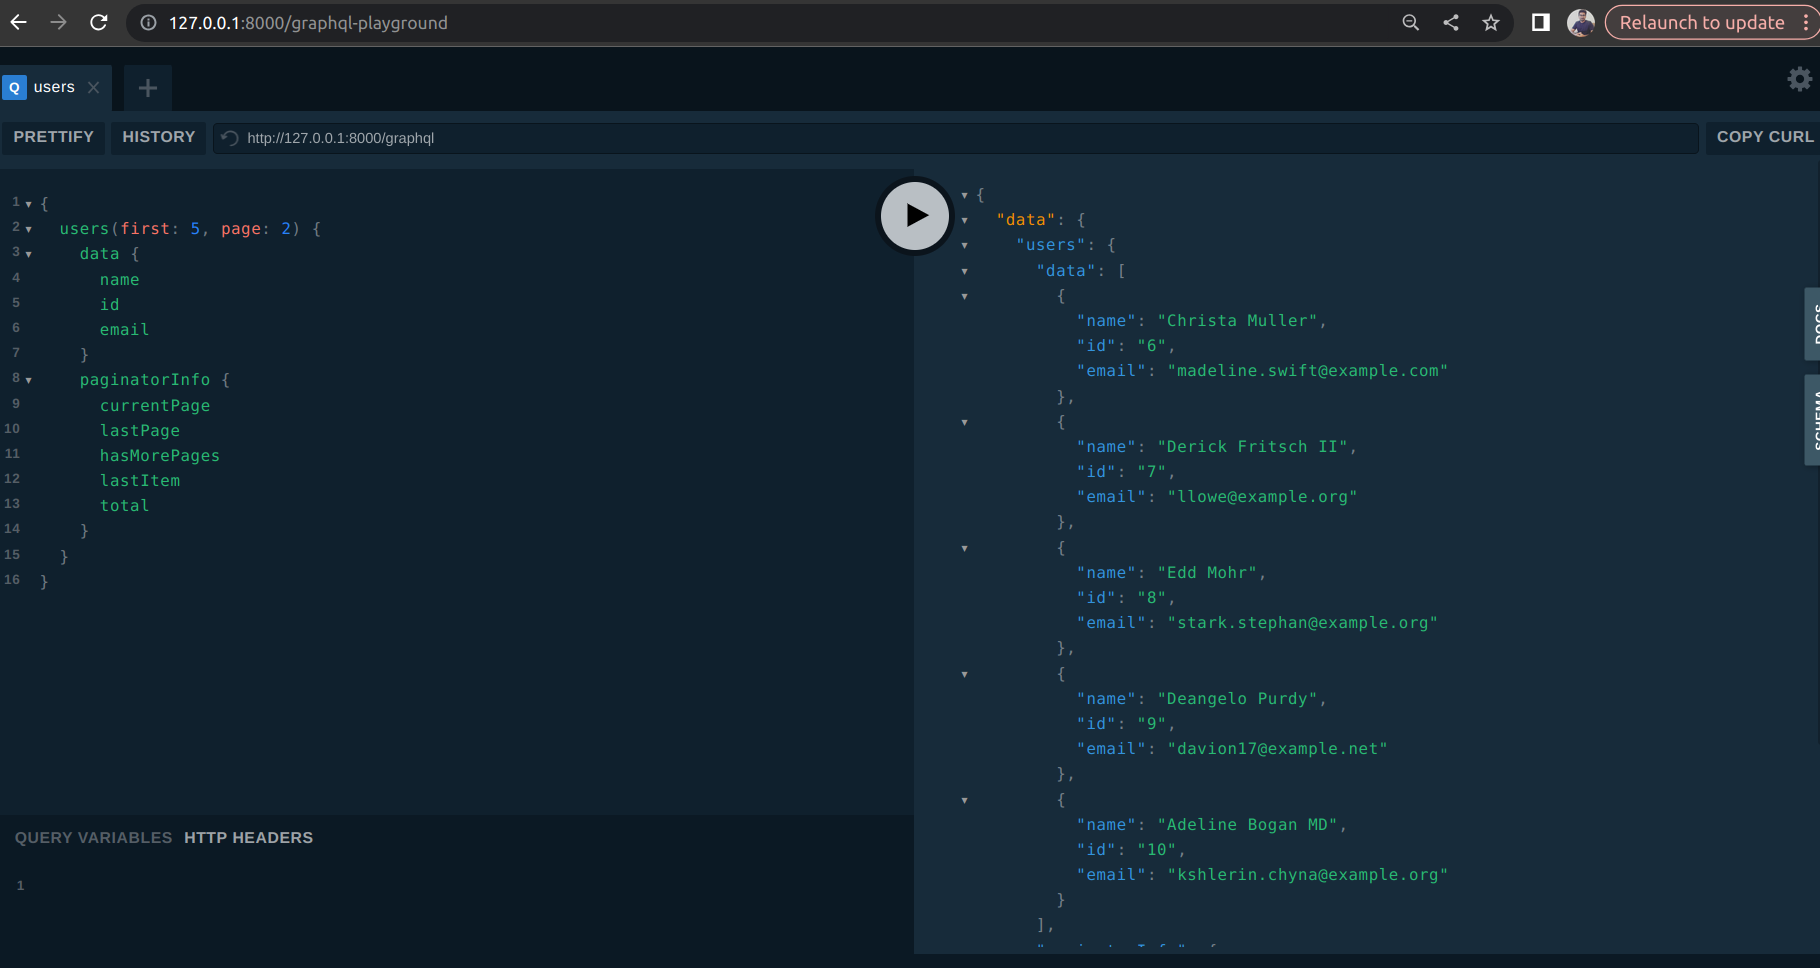 127.0.0.1:8000/graphql-playground
Relaunch to update
Q users
PRETTIFY HISTORY http://127.0.0.1:8000/graphql COPY CURL
1 {
2 users(first: 5, page: 2) {
3 data {
4 name
5 id
6 email
7 }
8 paginatorInfo {
9 currentPage
10 lastPage
11 hasMorePages
12 lastItem
13 total
14 }
15 }
16 }
QUERY VARIABLES HTTP HEADERS
1
{
"data": {
"users": {
"data": [
{
"name": "Christa Muller",
"id": "6",
"email": "madeline.swift@example.com"
},
{
"name": "Derick Fritsch II",
"id": "7",
"email": "llowe@example.org"
},
{
"name": "Edd Mohr",
"id": "8",
"email": "stark.stephan@example.org"
},
{
"name": "Deangelo Purdy",
"id": "9",
"email": "davion17@example.net"
},
{
"name": "Adeline Bogan MD",
"id": "10",
"email": "kshlerin.chyna@example.org"
}
],
DOCS
SCHEMA